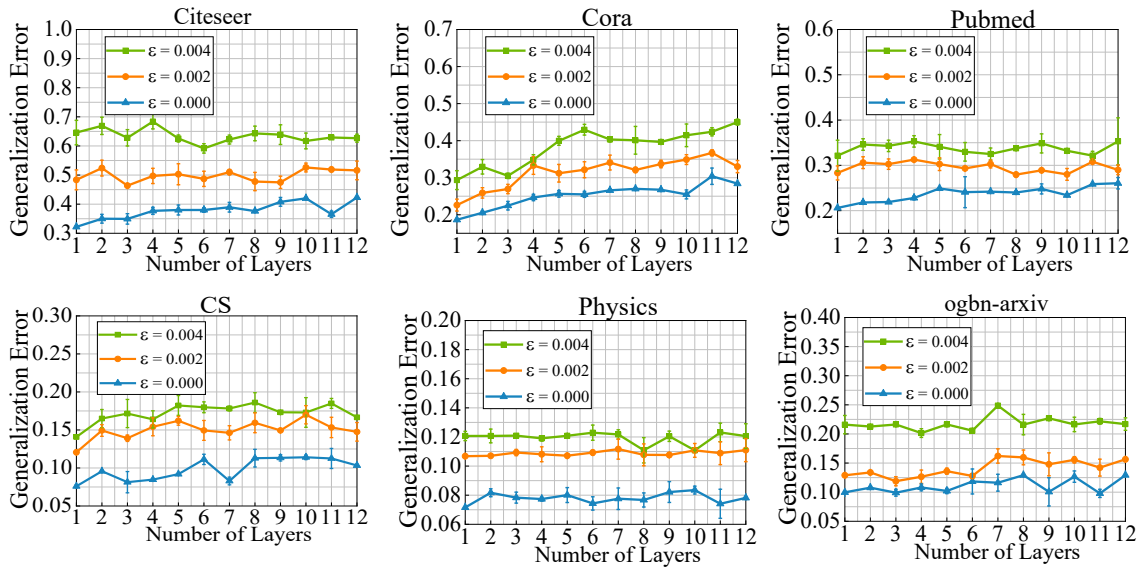 Citeseer
Generalization Error
1.0
0.9
0.8
0.7
0.6
0.5
0.4
0.3
ε = 0.004
ε = 0.002
ε = 0.000
1 2 3 4 5 6 7 8 9 10 11 12
Number of Layers
Cora
Generalization Error
0.7
0.6
0.5
0.4
0.3
0.2
ε = 0.004
ε = 0.002
ε = 0.000
1 2 3 4 5 6 7 8 9 10 11 12
Number of Layers
Pubmed
Generalization Error
0.6
0.5
0.4
0.3
0.2
ε = 0.004
ε = 0.002
ε = 0.000
1 2 3 4 5 6 7 8 9 10 11 12
Number of Layers
CS
Generalization Error
0.30
0.25
0.20
0.15
0.10
0.05
ε = 0.004
ε = 0.002
ε = 0.000
1 2 3 4 5 6 7 8 9 10 11 12
Number of Layers
Physics
Generalization Error
0.20
0.18
0.16
0.14
0.12
0.10
0.08
0.06
ε = 0.004
ε = 0.002
ε = 0.000
1 2 3 4 5 6 7 8 9 10 11 12
Number of Layers
ogbn-arxiv
Generalization Error
0.40
0.35
0.30
0.25
0.20
0.15
0.10
0.05
ε = 0.004
ε = 0.002
ε = 0.000
1 2 3 4 5 6 7 8 9 10 11 12
Number of Layers